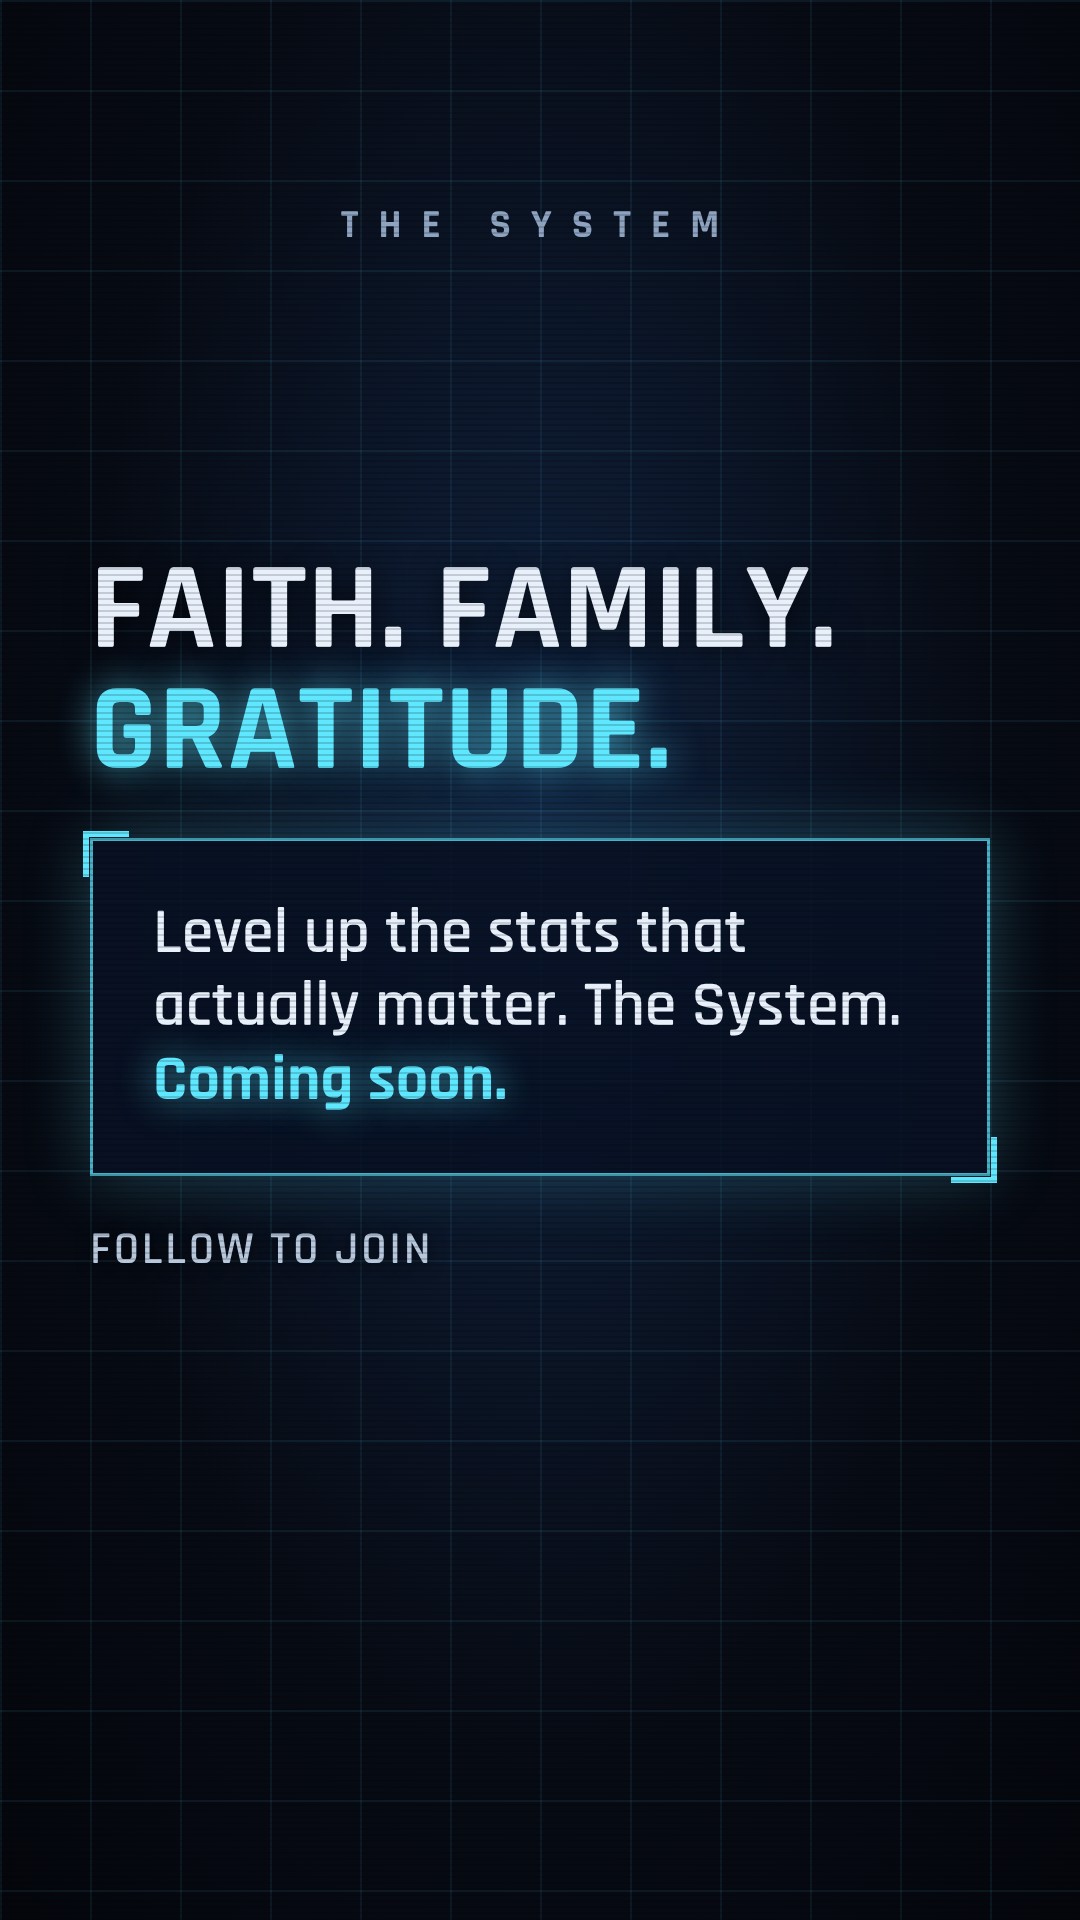 THE SYSTEM
FAITH. FAMILY.
GRATITUDE.
Level up the stats that
actually matter. The System.
Coming soon.
FOLLOW TO JOIN